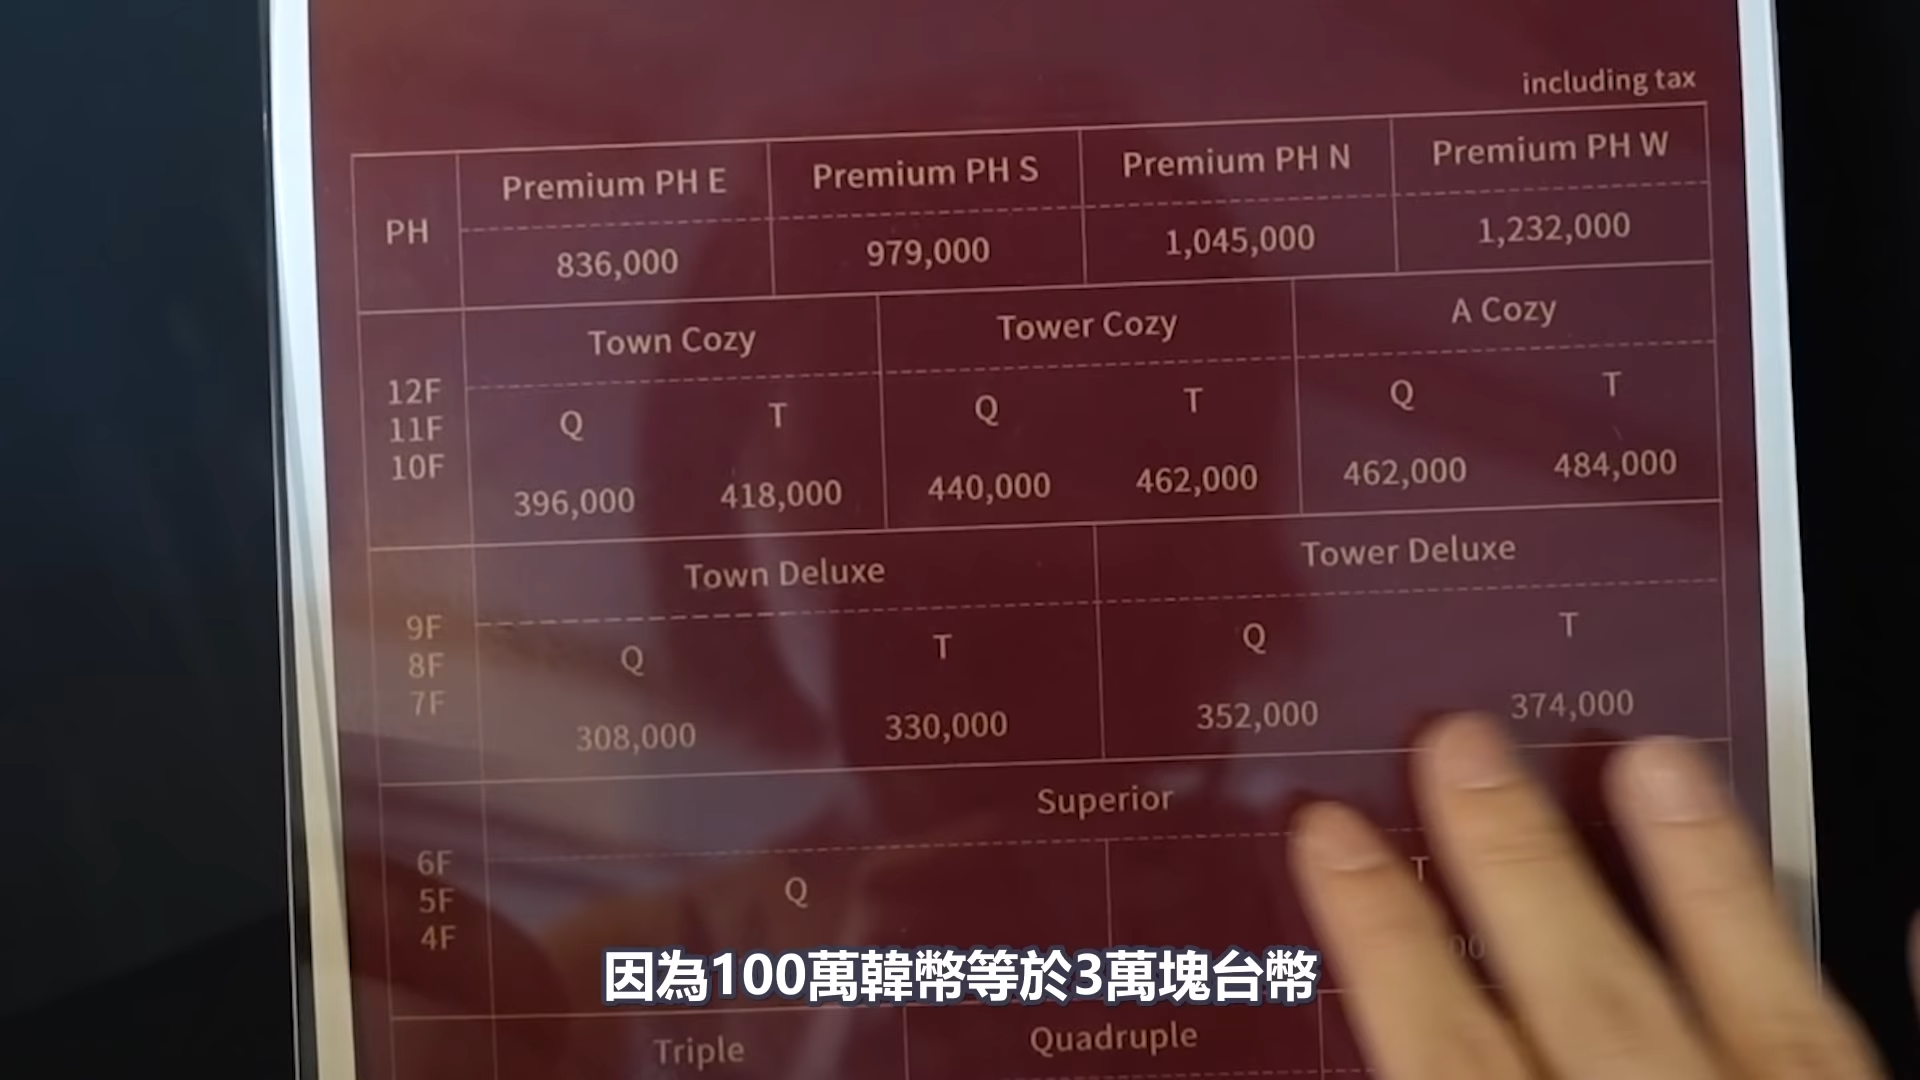 including tax
PH
Premium PH E
Premium PH S
Premium PH N
Premium PH W
836,000
979,000
1,045,000
1,232,000
12F
11F
10F
Town Cozy
Tower Cozy
A Cozy
Q
T
Q
T
Q
T
396,000
418,000
440,000
462,000
462,000
484,000
9F
8F
7F
Town Deluxe
Tower Deluxe
Q
T
Q
T
308,000
330,000
352,000
374,000
6F
5F
4F
Superior
Q
T
因為100萬韓幣等於3萬塊台幣
Triple
Quadruple